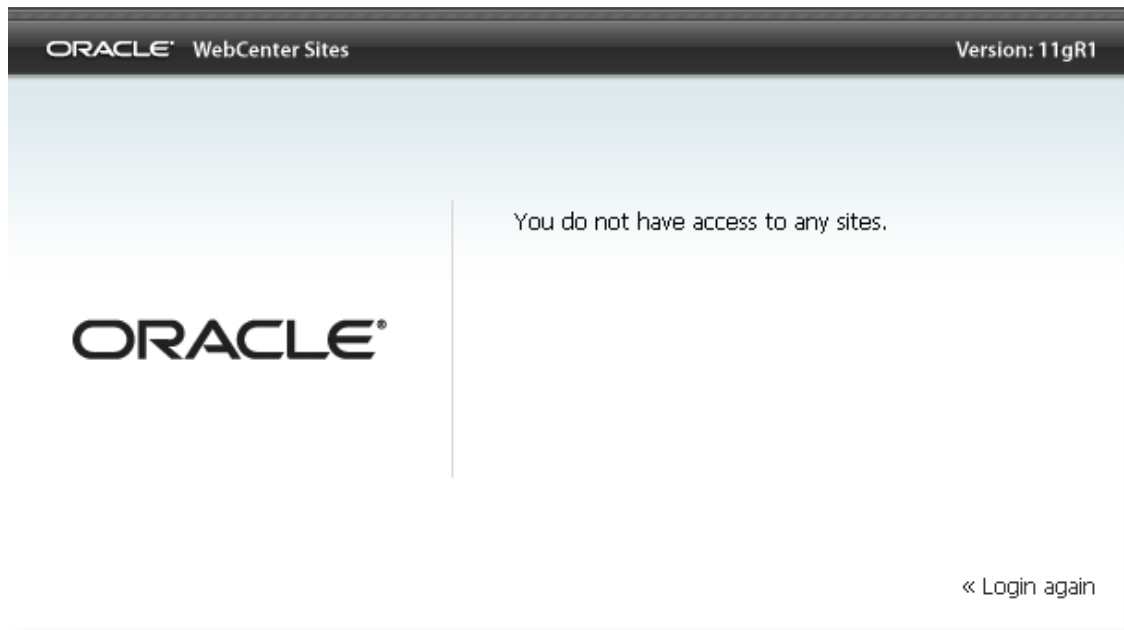 ORACLE® WebCenter Sites
Version: 11gR1
You do not have access to any sites.
ORACLE®
« Login again